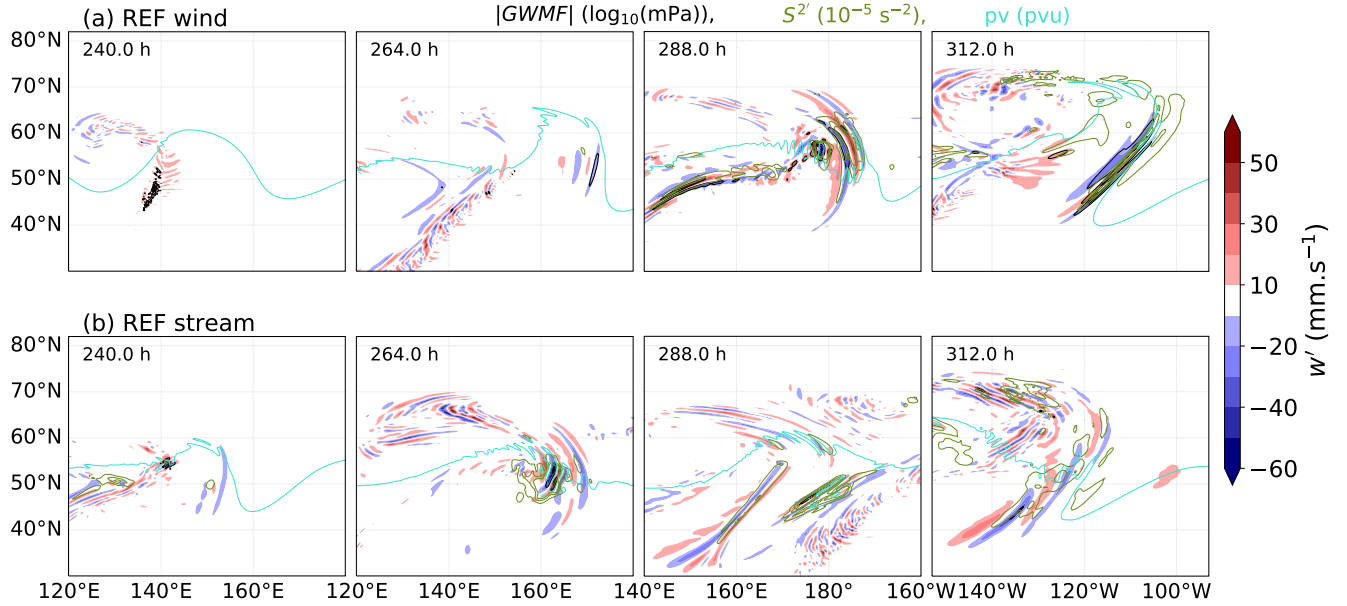 (a) REF wind
|GWMF| (log₁₀(mPa)), S²′ (10⁻⁵ s⁻²), pv (pvu)
240.0 h 264.0 h 288.0 h 312.0 h
80°N
70°N
60°N
50°N
40°N
(b) REF stream
240.0 h 264.0 h 288.0 h 312.0 h
80°N
70°N
60°N
50°N
40°N
120°E 140°E 160°E 120°E 140°E 160°E 140°E 160°E 180° 160°W 140°W 120°W 100°W
50
30
10
−20
−40
−60
w′ (mm.s⁻¹)